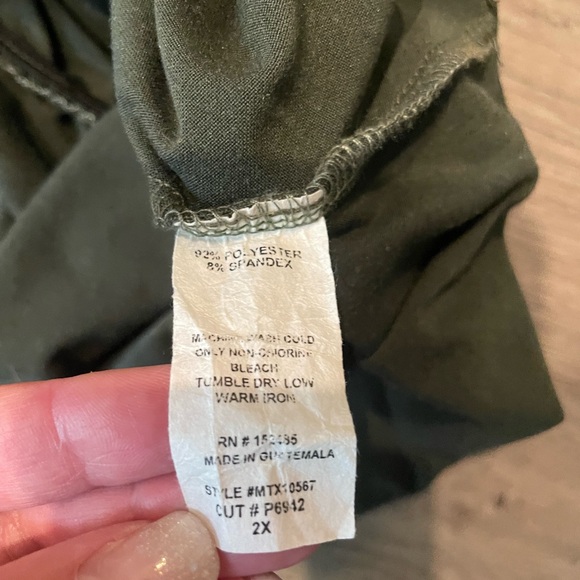 92% POLYESTER
8% SPANDEX
MACHINE WASH COLD
ONLY NON-CHLORINE
BLEACH
TUMBLE DRY LOW
WARM IRON
RN # 152485
MADE IN GUATEMALA
STYLE #MTX10567
CUT # P6942
2X